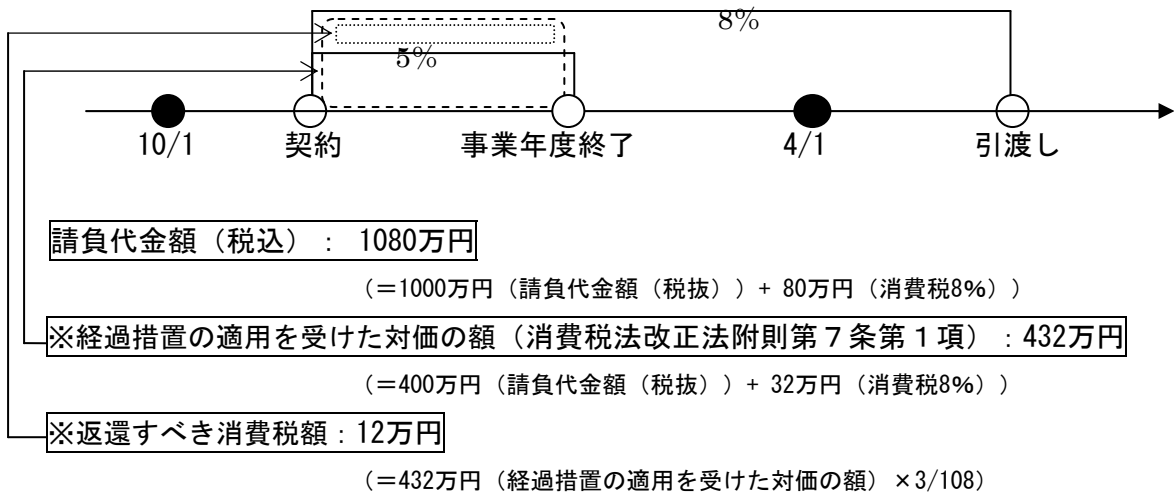 8%
5%
10/1 契約 事業年度終了 4/1 引渡し
請負代金額（税込）： 1080万円
（＝1000万円（請負代金額（税抜））+ 80万円（消費税8%））
※経過措置の適用を受けた対価の額（消費税法改正法附則第７条第１項）：432万円
（＝400万円（請負代金額（税抜））+ 32万円（消費税8%））
※返還すべき消費税額：12万円
（＝432万円（経過措置の適用を受けた対価の額）×3/108）